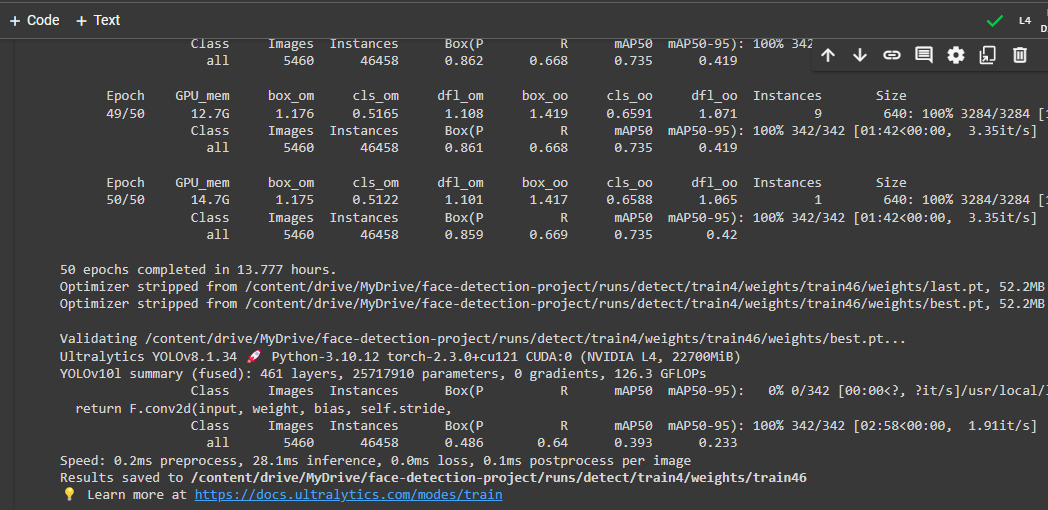 + Code + Text L4
Class Images Instances Box(P R mAP50 mAP50-95): 100% 342
all 5460 46458 0.862 0.668 0.735 0.419
Epoch GPU_mem box_om cls_om dfl_om box_oo cls_oo dfl_oo Instances Size
49/50 12.7G 1.176 0.5165 1.108 1.419 0.6591 1.071 9 640: 100% 3284/3284 [
Class Images Instances Box(P R mAP50 mAP50-95): 100% 342/342 [01:42<00:00, 3.35it/s]
all 5460 46458 0.861 0.668 0.735 0.419
Epoch GPU_mem box_om cls_om dfl_om box_oo cls_oo dfl_oo Instances Size
50/50 14.7G 1.175 0.5122 1.101 1.417 0.6588 1.065 1 640: 100% 3284/3284 [
Class Images Instances Box(P R mAP50 mAP50-95): 100% 342/342 [01:42<00:00, 3.35it/s]
all 5460 46458 0.859 0.669 0.735 0.42
50 epochs completed in 13.777 hours.
Optimizer stripped from /content/drive/MyDrive/face-detection-project/runs/detect/train4/weights/train46/weights/last.pt, 52.2MB
Optimizer stripped from /content/drive/MyDrive/face-detection-project/runs/detect/train4/weights/train46/weights/best.pt, 52.2MB
Validating /content/drive/MyDrive/face-detection-project/runs/detect/train4/weights/train46/weights/best.pt...
Ultralytics YOLOv8.1.34 🚀 Python-3.10.12 torch-2.3.0+cu121 CUDA:0 (NVIDIA L4, 22700MiB)
YOLOv10l summary (fused): 461 layers, 25717910 parameters, 0 gradients, 126.3 GFLOPs
Class Images Instances Box(P R mAP50 mAP50-95): 0% 0/342 [00:00<?, ?it/s]/usr/local/
return F.conv2d(input, weight, bias, self.stride,
Class Images Instances Box(P R mAP50 mAP50-95): 100% 342/342 [02:58<00:00, 1.91it/s]
all 5460 46458 0.486 0.64 0.393 0.233
Speed: 0.2ms preprocess, 28.1ms inference, 0.0ms loss, 0.1ms postprocess per image
Results saved to /content/drive/MyDrive/face-detection-project/runs/detect/train4/weights/train46
💡 Learn more at https://docs.ultralytics.com/modes/train